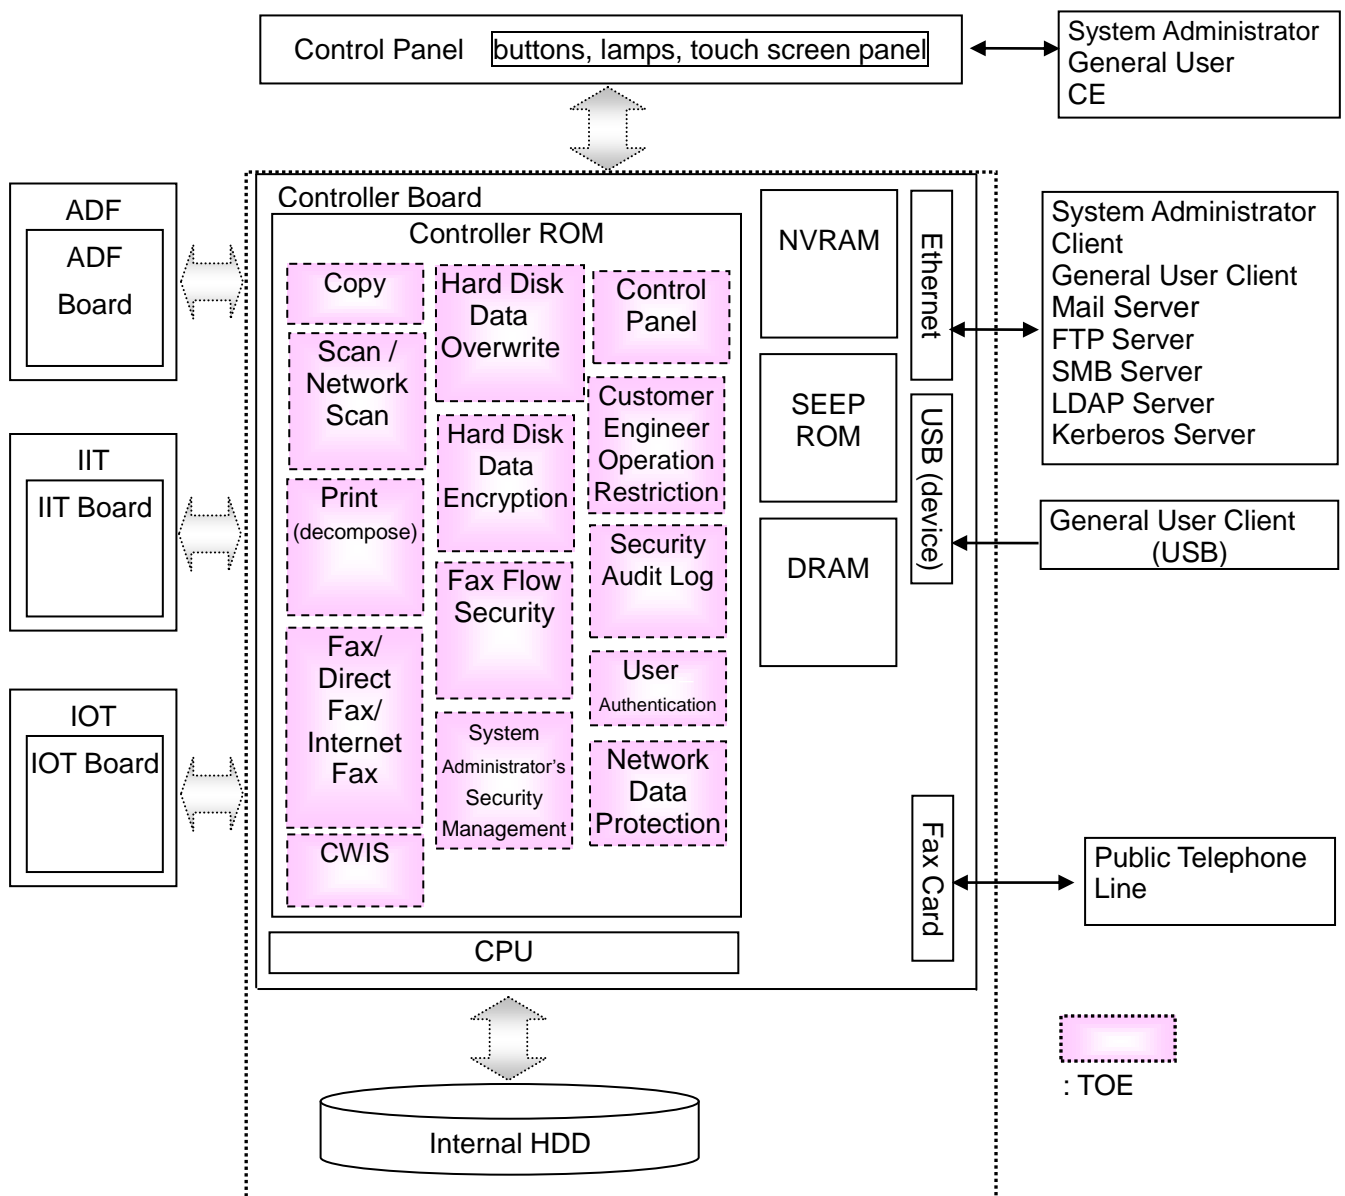 Control Panel
buttons, lamps, touch screen panel
System Administrator
General User
CE
ADF
ADF
Board
IIT
IIT Board
IOT
IOT Board
Controller Board
Controller ROM
Copy
Scan /
Network
Scan
Print
(decompose)
Fax/
Direct
Fax/
Internet
Fax
CWIS
Hard Disk
Data
Overwrite
Hard Disk
Data
Encryption
Fax Flow
Security
System
Administrator's
Security
Management
Control
Panel
Customer
Engineer
Operation
Restriction
Security
Audit Log
User
Authentication
Network
Data
Protection
CPU
NVRAM
SEEP
ROM
DRAM
Ethernet
USB (device)
Fax Card
System Administrator
Client
General User Client
Mail Server
FTP Server
SMB Server
LDAP Server
Kerberos Server
General User Client
(USB)
Public Telephone
Line
: TOE
Internal HDD